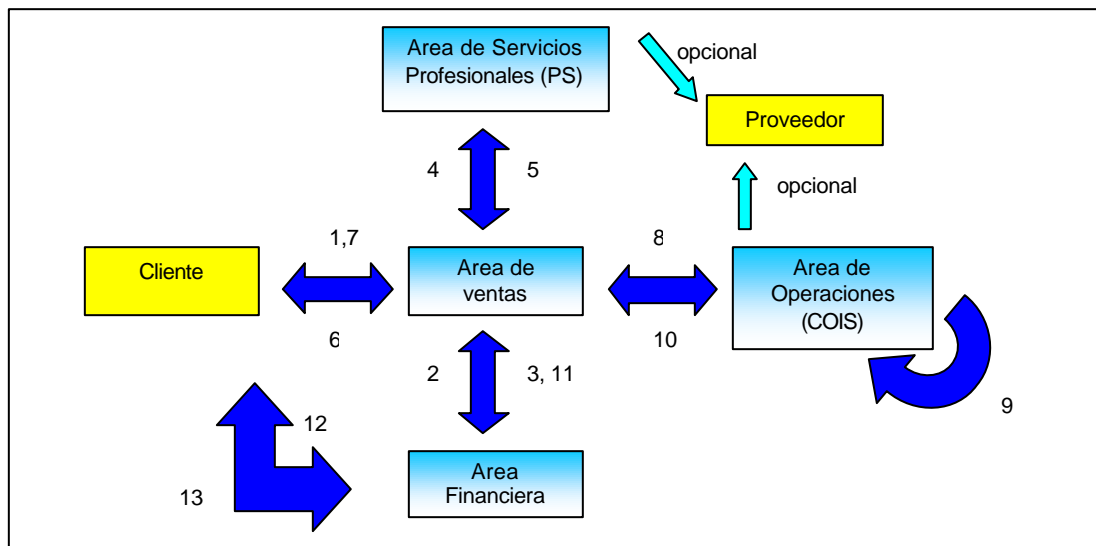 Area de Servicios
Profesionales (PS)
opcional
Proveedor
4
5
opcional
1,7
8
Cliente
Area de
ventas
Area de
Operaciones
(COIS)
6
10
2
3, 11
9
12
Area
Financiera
13